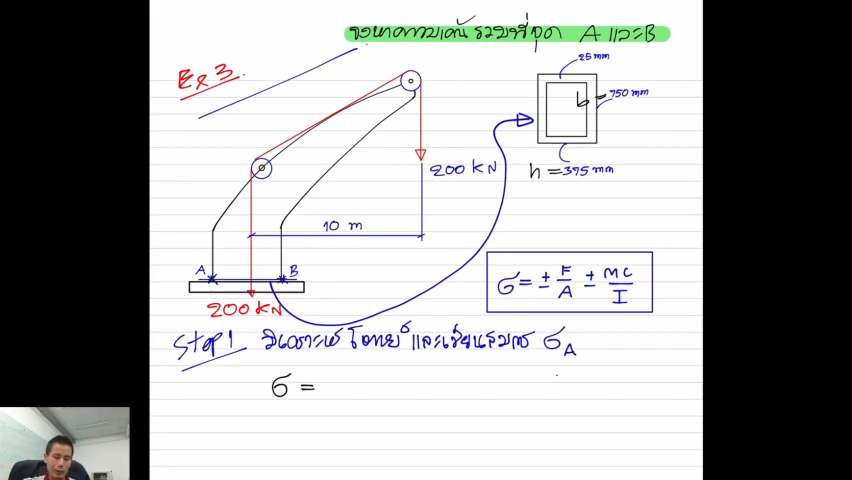 จงหาความเค้นรวมที่จุด A และ B
Ex 3.
25 mm
b = 750 mm
h = 375 mm
200 kN
10 m
A B
200 kN
σ = ± F/A ± MC/I
Step 1 วิเคราะห์โจทย์และเขียนสมการ σA
σ =